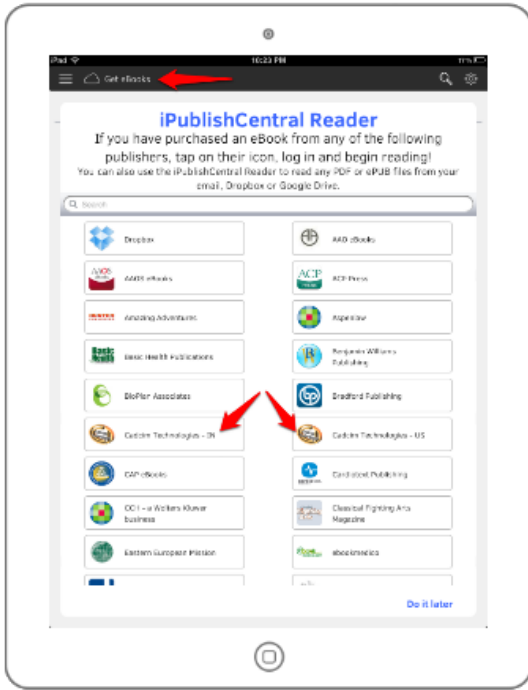 iPad
10:23 PM
Get eBooks
iPublishCentral Reader
If you have purchased an eBook from any of the following
publishers, tap on their icon, log in and begin reading!
You can also use the iPublishCentral Reader to read any PDF or ePUB files from your
email, Dropbox or Google Drive.
Search
Dropbox
AAO eBooks
AAOS eBooks
ACP Press
Amazing Adventures
Aspenlaw
Basic Health Publications
Benjamin Williams
Publishing
BioPlan Associates
Bradford Publishing
Cadcim Technologies - IN
Cadcim Technologies - US
CAP eBooks
Cardiotext Publishing
CCH - a Wolters Kluwer
business
Classical Fighting Arts
Magazine
Eastern European Mission
ebookmedico
Do it later